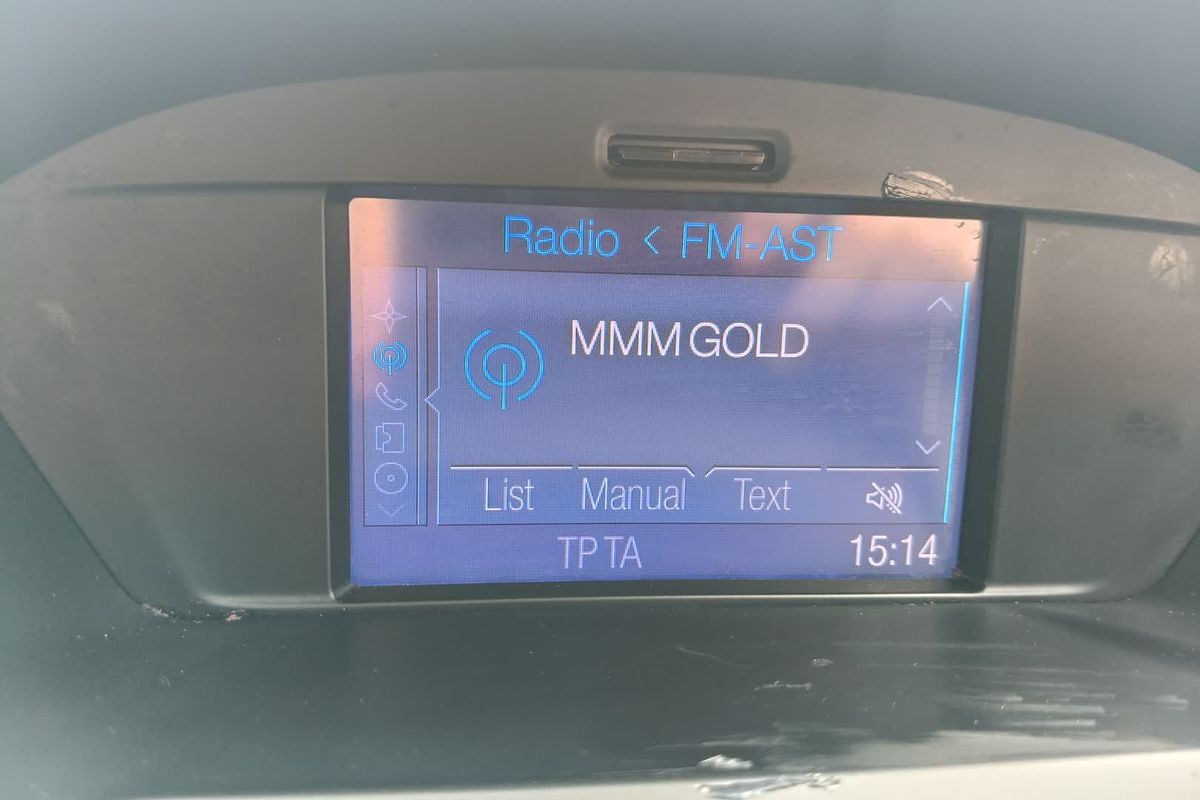 Radio < FM-AST
MMM GOLD
List Manual Text
TP TA 15:14